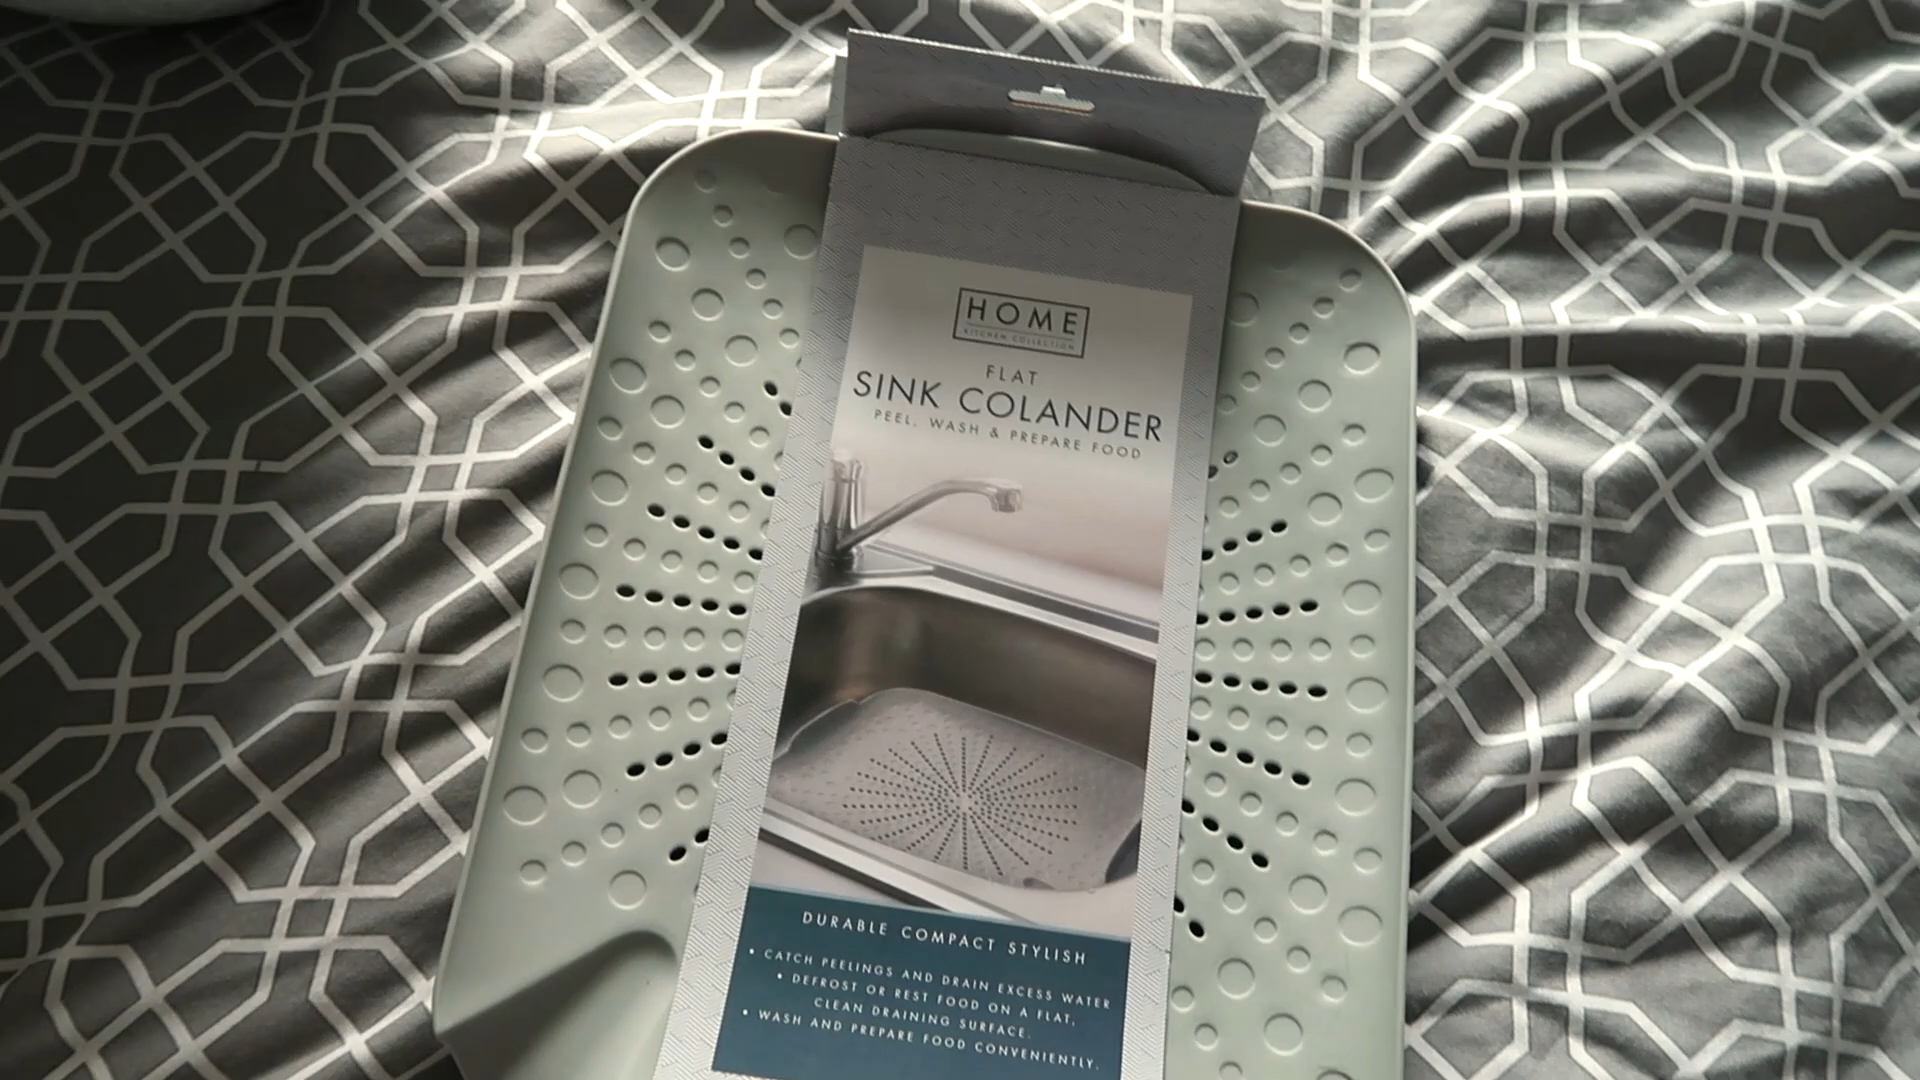 HOME
KITCHEN COLLECTION
FLAT
SINK COLANDER
PEEL, WASH & PREPARE FOOD
DURABLE COMPACT STYLISH
• CATCH PEELINGS AND DRAIN EXCESS WATER
• DEFROST OR REST FOOD ON A FLAT,
CLEAN DRAINING SURFACE.
• WASH AND PREPARE FOOD CONVENIENTLY.